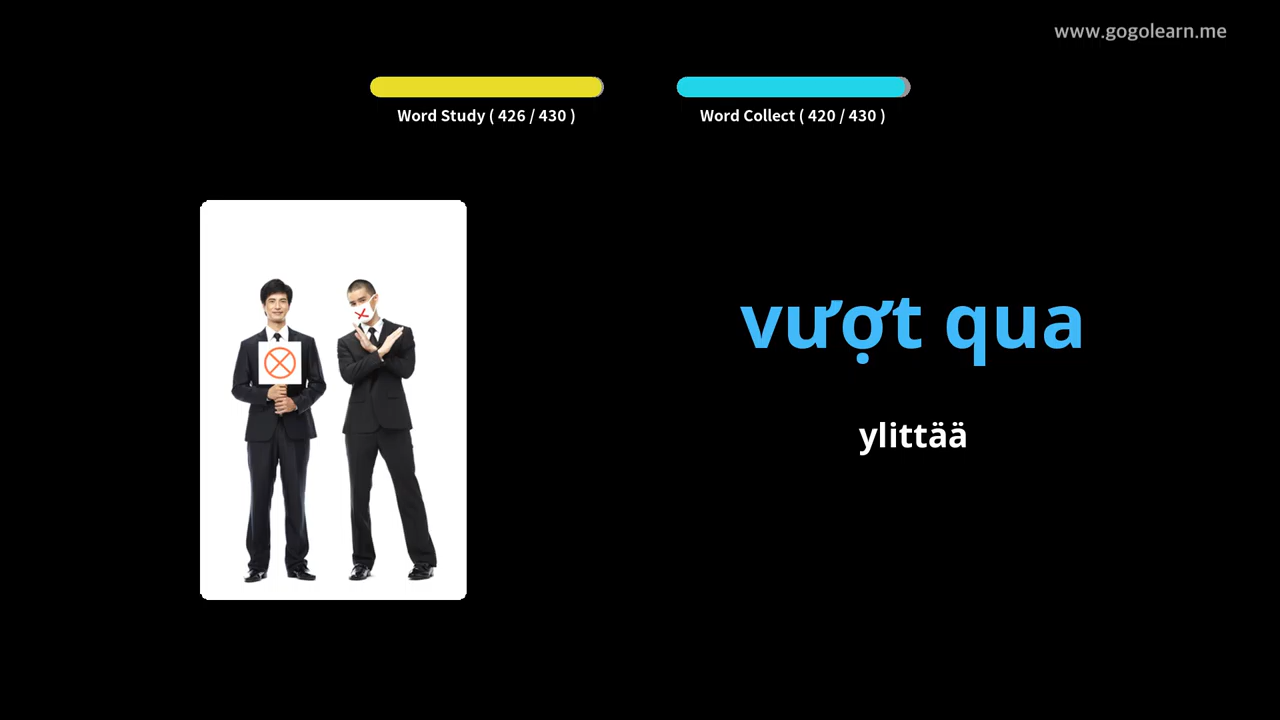 www.gogolearn.me
Word Study ( 426 / 430 )
Word Collect ( 420 / 430 )
vượt qua
ylittää